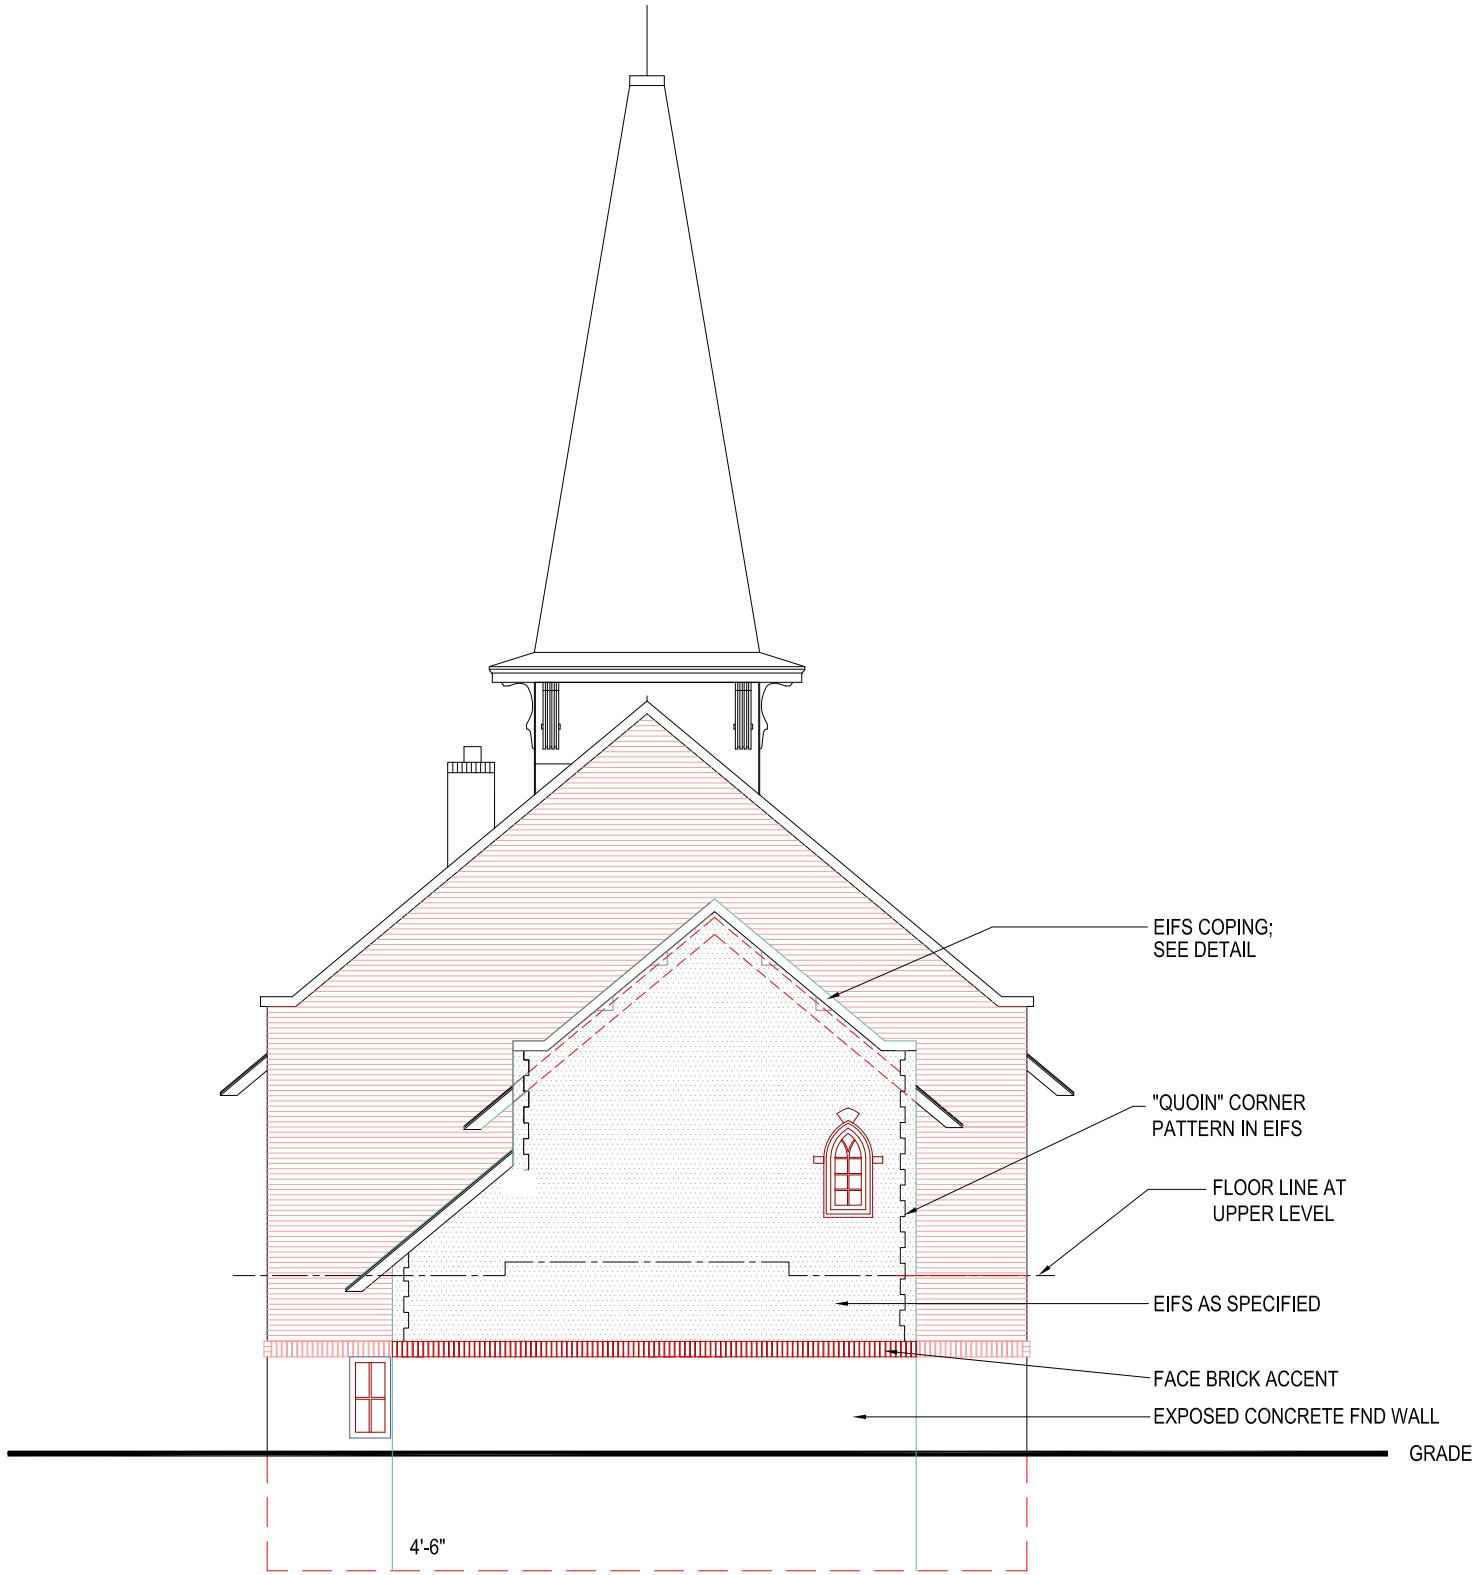 EIFS COPING;
SEE DETAIL
"QUOIN" CORNER
PATTERN IN EIFS
FLOOR LINE AT
UPPER LEVEL
EIFS AS SPECIFIED
FACE BRICK ACCENT
EXPOSED CONCRETE FND WALL
GRADE
4'-6"